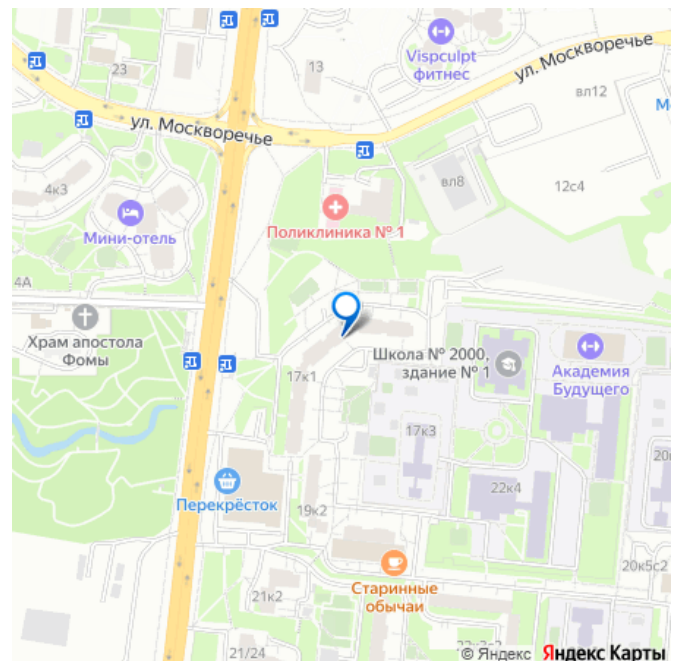 23
13
Vispculpt
фитнес
ул. Москворечье
вл12
ул. Москворечье
4к3
вл8
12с4
Поликлиника № 1
Мини-отель
4А
Храм апостола
Фомы
Школа № 2000,
здание № 1
Академия
Будущего
17к1
17к3
22к4
Перекрёсток
19к2
20к5с2
Старинные
обычаи
21к2
21/24
© Яндекс Яндекс Карты